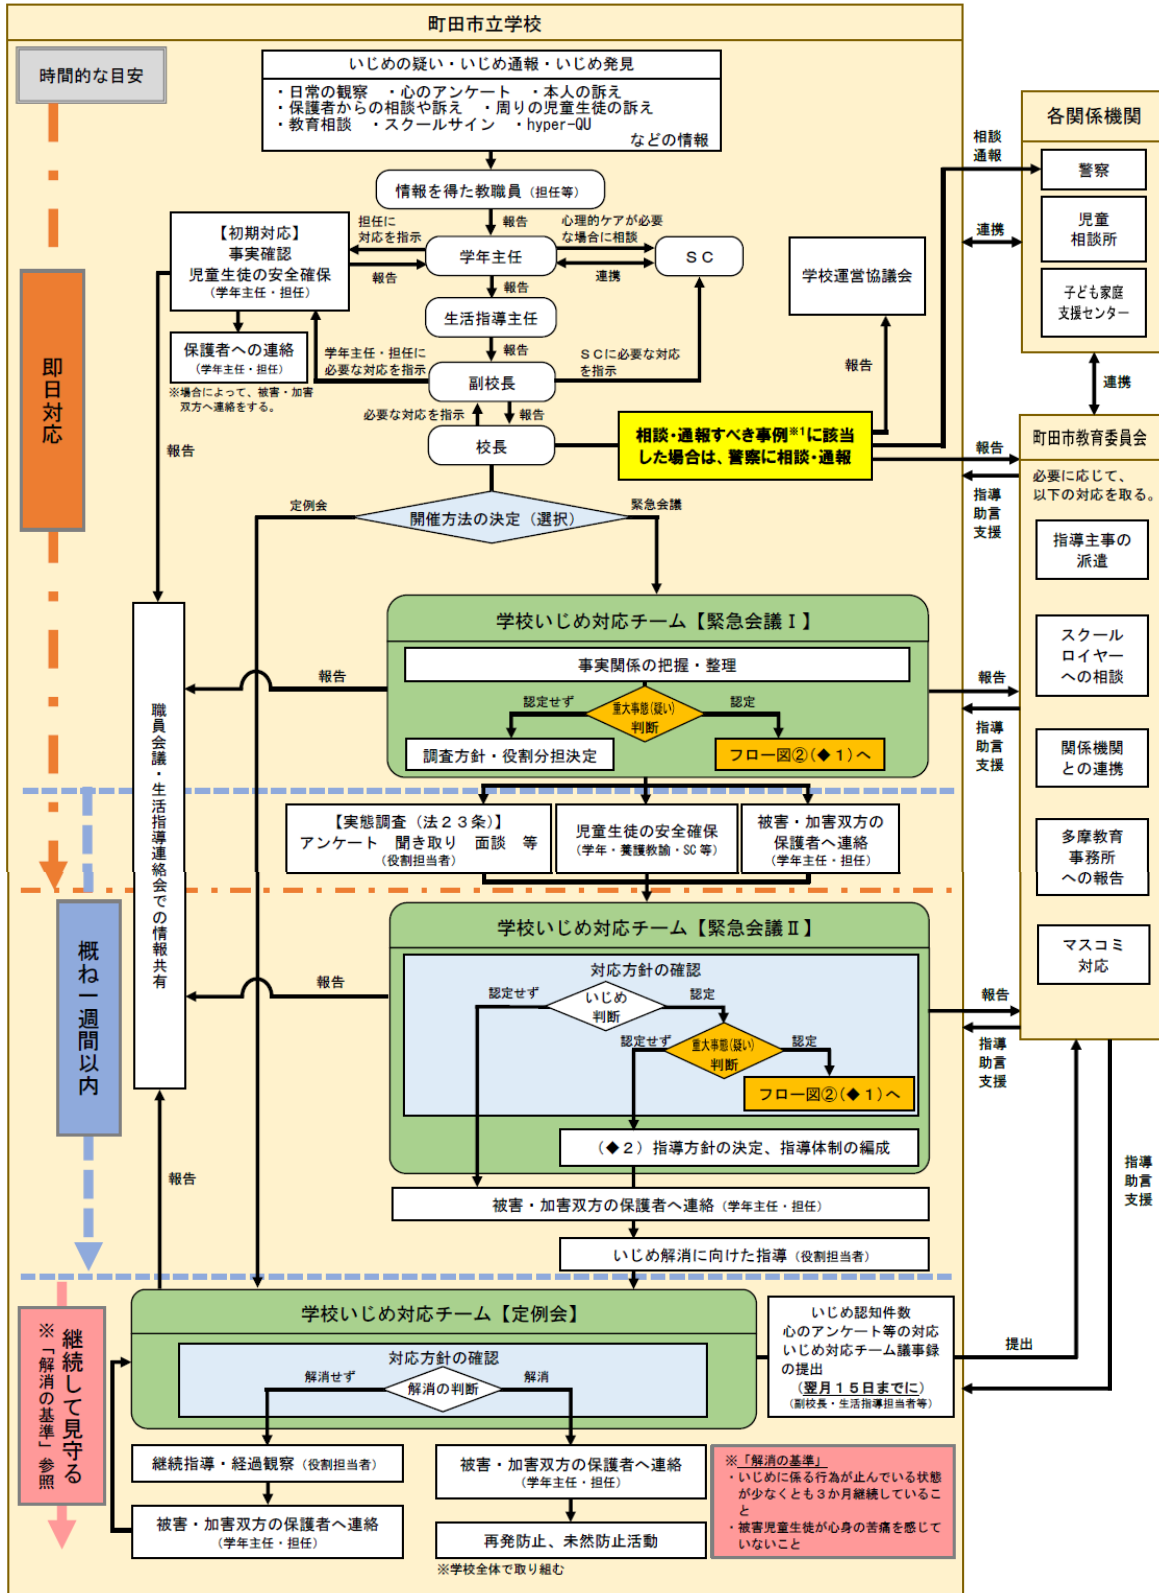 町田市立学校
時間的な目安
いじめの疑い・いじめ通報・いじめ発見
・日常の観察　・心のアンケート　・本人の訴え
・保護者からの相談や訴え　・周りの児童生徒の訴え
・教育相談　・スクールサイン　・hyper-QU
などの情報
情報を得た教職員（担任等）
報告
担任に
対応を指示
心理的ケアが必要
な場合に相談
【初期対応】
事実確認
児童生徒の安全確保
（学年主任・担任）
学年主任
ＳＣ
報告
連携
報告
生活指導主任
報告
保護者への連絡
（学年主任・担任）
※場合によって、被害・加害
双方へ連絡をする。
学年主任・担任に
必要な対応を指示
ＳＣに必要な対応
を指示
副校長
必要な対応を指示
報告
校長
学校運営協議会
報告
相談・通報すべき事例※1に該当
した場合は、警察に相談・通報
相談
通報
連携
各関係機関
警察
児童
相談所
子ども家庭
支援センター
連携
報告
指導
助言
支援
町田市教育委員会
必要に応じて、
以下の対応を取る。
指導主事の
派遣
スクール
ロイヤー
への相談
関係機関
との連携
多摩教育
事務所
への報告
マスコミ
対応
即日対応
報告
定例会
開催方法の決定（選択）
緊急会議
学校いじめ対応チーム【緊急会議Ⅰ】
事実関係の把握・整理
認定せず
重大事態(疑い)
判断
認定
調査方針・役割分担決定
フロー図②(◆１)へ
報告
報告
指導
助言
支援
職員会議・生活指導連絡会での情報共有
【実態調査（法２３条）】
アンケート　聞き取り　面談　等
（役割担当者）
児童生徒の安全確保
（学年・養護教諭・SC 等）
被害・加害双方の
保護者へ連絡
（学年主任・担任）
概ね一週間以内
学校いじめ対応チーム【緊急会議Ⅱ】
対応方針の確認
認定せず
いじめ
判断
認定
認定せず
重大事態(疑い)
判断
認定
フロー図②(◆１)へ
（◆２）指導方針の決定、指導体制の編成
報告
報告
指導
助言
支援
報告
被害・加害双方の保護者へ連絡（学年主任・担任）
いじめ解消に向けた指導（役割担当者）
指導
助言
支援
継続して見守る
※「解消の基準」参照
学校いじめ対応チーム【定例会】
対応方針の確認
解消せず
解消の判断
解消
いじめ認知件数
心のアンケート等の対応
いじめ対応チーム議事録
の提出
（翌月１５日までに）
（副校長・生活指導担当者等）
提出
継続指導・経過観察（役割担当者）
被害・加害双方の保護者へ連絡
（学年主任・担任）
被害・加害双方の保護者へ連絡
（学年主任・担任）
再発防止、未然防止活動
※学校全体で取り組む
※「解消の基準」
・いじめに係る行為が止んでいる状態
が少なくとも３か月継続しているこ
と
・被害児童生徒が心身の苦痛を感じて
いないこと